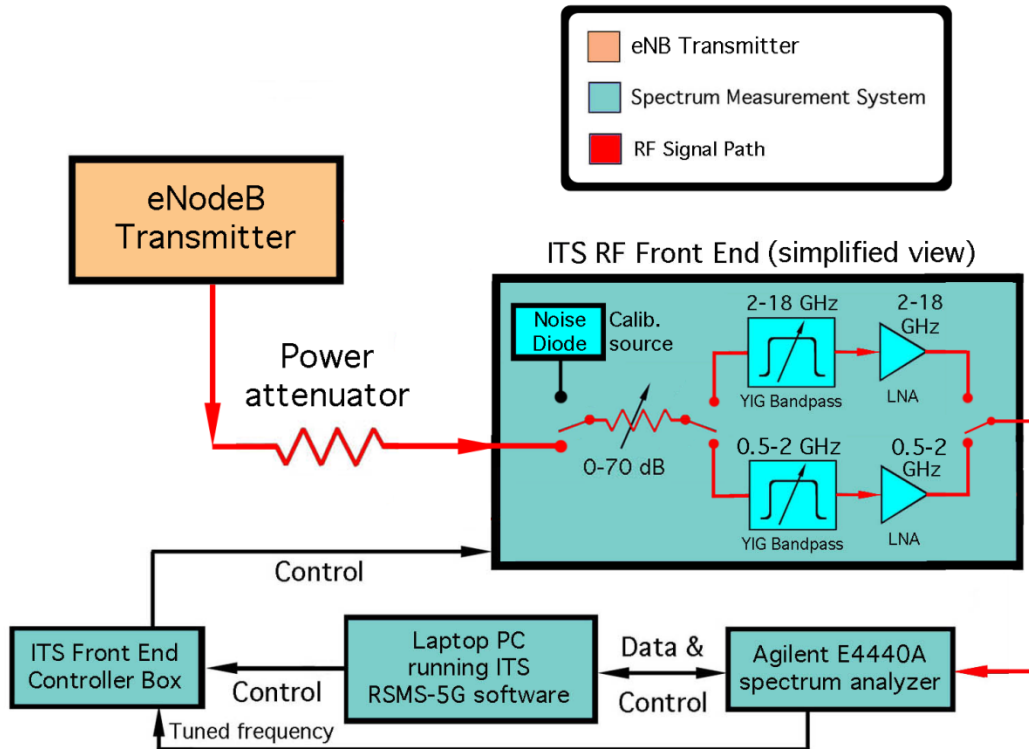 eNB Transmitter
Spectrum Measurement System
RF Signal Path
eNodeB
Transmitter
ITS RF Front End (simplified view)
Noise
Diode
Calib.
source
2-18 GHz
2-18
GHz
YIG Bandpass
LNA
Power
attenuator
0-70 dB
0.5-2 GHz
0.5-2
GHz
YIG Bandpass
LNA
Control
ITS Front End
Controller Box
Control
Laptop PC
running ITS
RSMS-5G software
Data &
Control
Agilent E4440A
spectrum analyzer
Tuned frequency